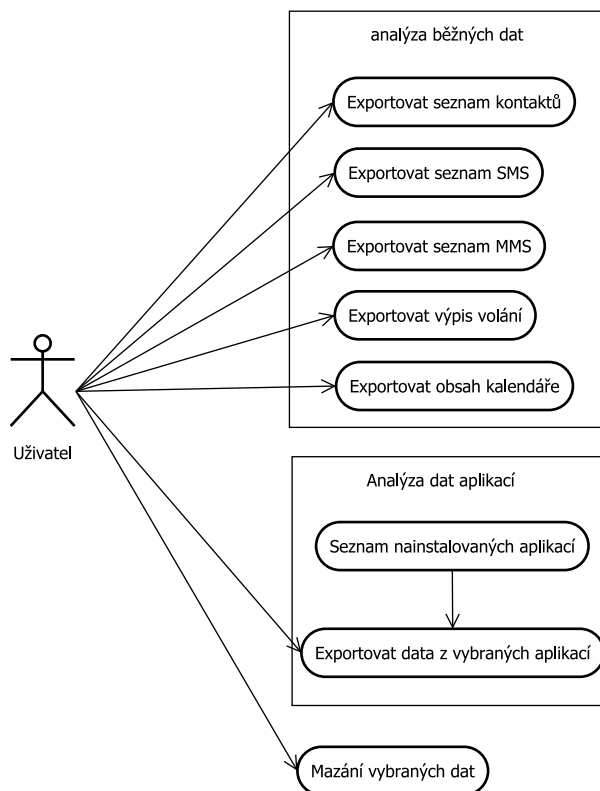 analýza běžných dat
Exportovat seznam kontaktů
Exportovat seznam SMS
Exportovat seznam MMS
Exportovat výpis volání
Exportovat obsah kalendáře
Uživatel
Analýza dat aplikací
Seznam nainstalovaných aplikací
Exportovat data z vybraných aplikací
Mazání vybraných dat